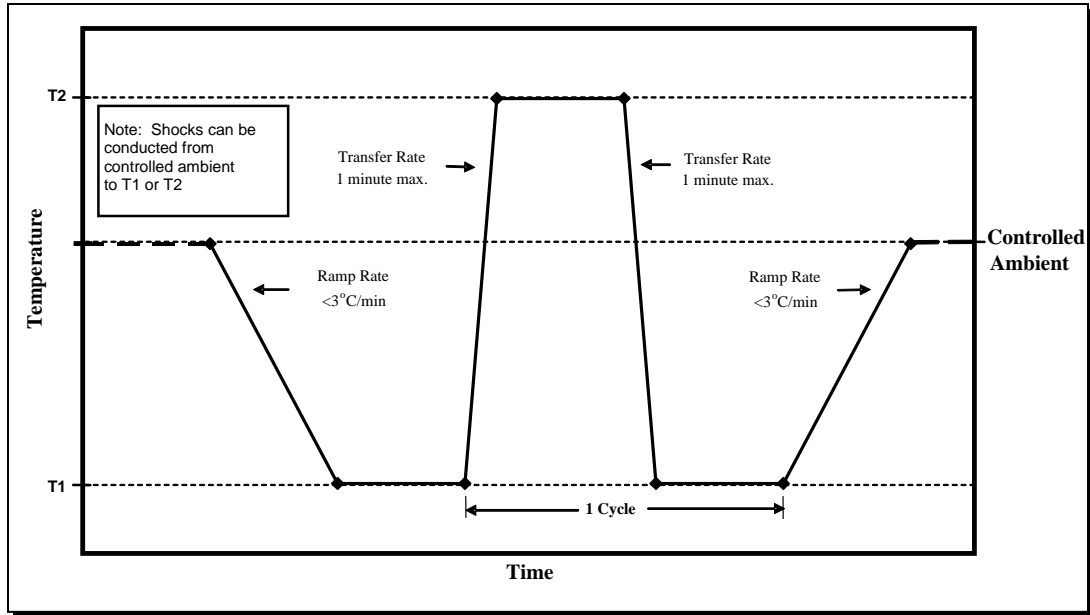 T2
Note: Shocks can be
conducted from
controlled ambient
to T1 or T2
Transfer Rate
1 minute max.
Transfer Rate
1 minute max.
Temperature
Controlled
Ambient
Ramp Rate
<3°C/min
Ramp Rate
<3°C/min
T1
1 Cycle
Time